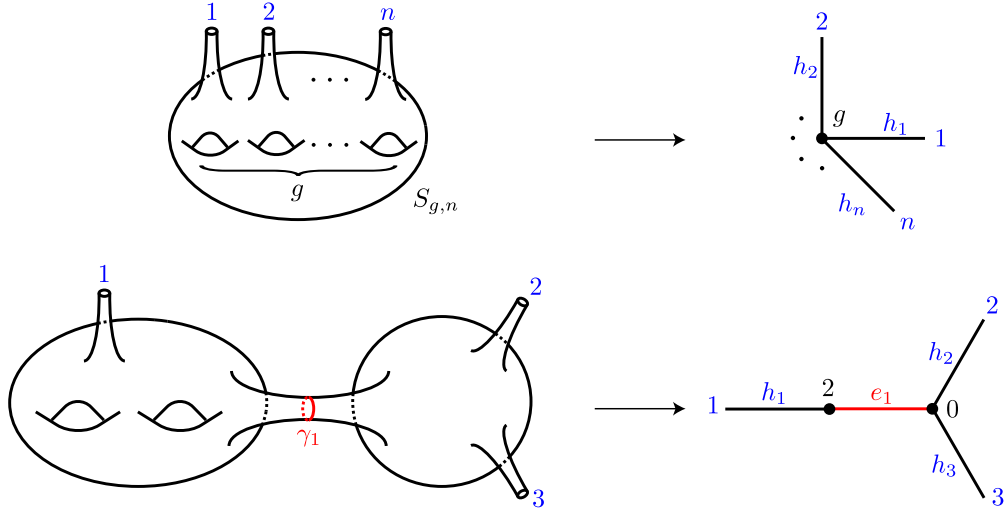 1 2 n
. . .
. . . .
g
S_{g,n}
2
h_2
g
h_1 1
h_n
n
1
2
γ_1
3
1 h_1 2 e_1 0
h_2 2
h_3 3